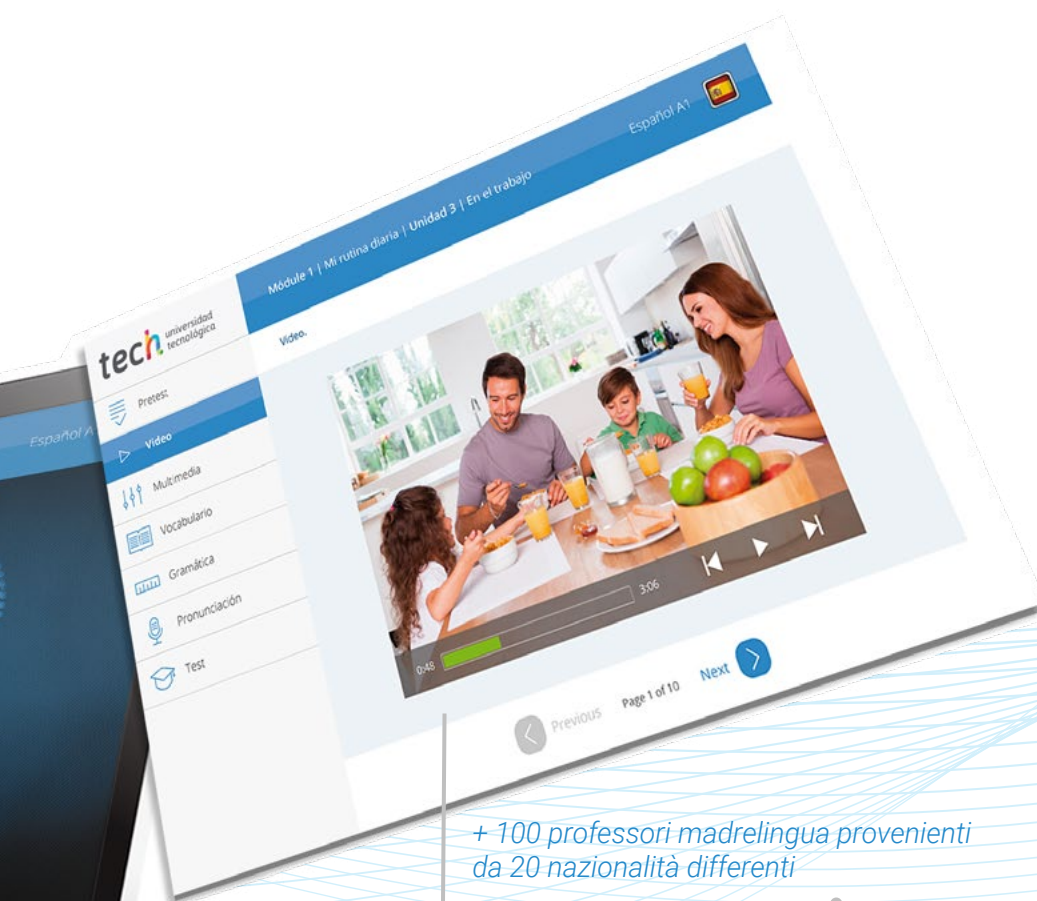 Español A1
Módule 1 | Mi rutina diaria | Unidad 3 | En el trabajo
tech universidad
tecnológica
Video.
Pretest
Video
Multimedia
Vocabulario
Gramática
Pronunciación
Test
0:48
3:06
Previous
Page 1 of 10
Next
Español A
+ 100 professori madrelingua provenienti
da 20 nazionalità differenti